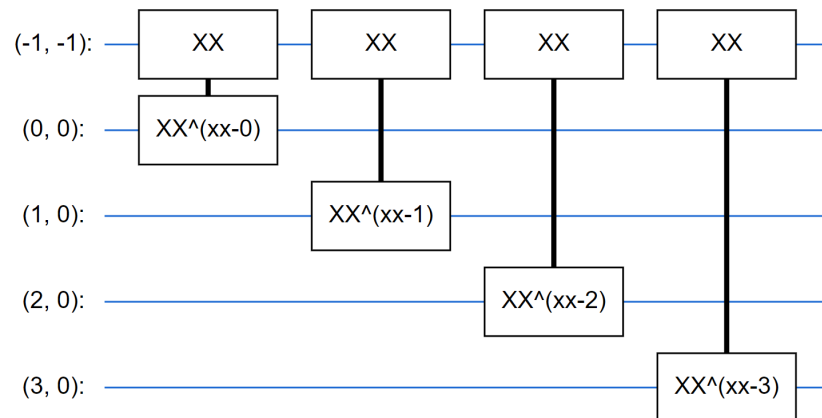 (-1, -1): XX XX XX XX
(0, 0): XX^(xx-0)
(1, 0): XX^(xx-1)
(2, 0): XX^(xx-2)
(3, 0): XX^(xx-3)